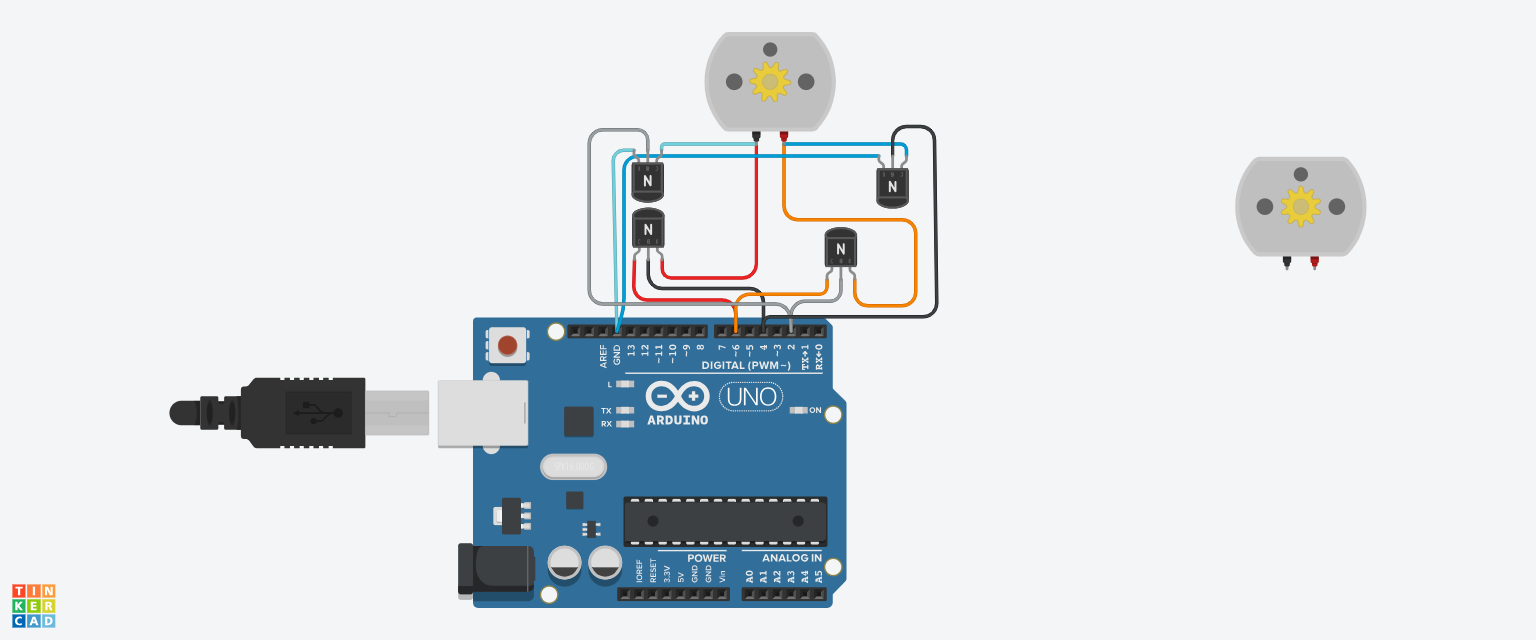 N
N
N
N
AREF
GND
13
12
~11
~10
~9
8
7
~6
~5
4
~3
2
TX→1
RX←0
DIGITAL (PWM~)
L
TX
RX
ARDUINO
UNO
ON
POWER
ANALOG IN
IOREF
RESET
3.3V
5V
GND
GND
Vin
A0
A1
A2
A3
A4
A5
TIN
KER
CAD